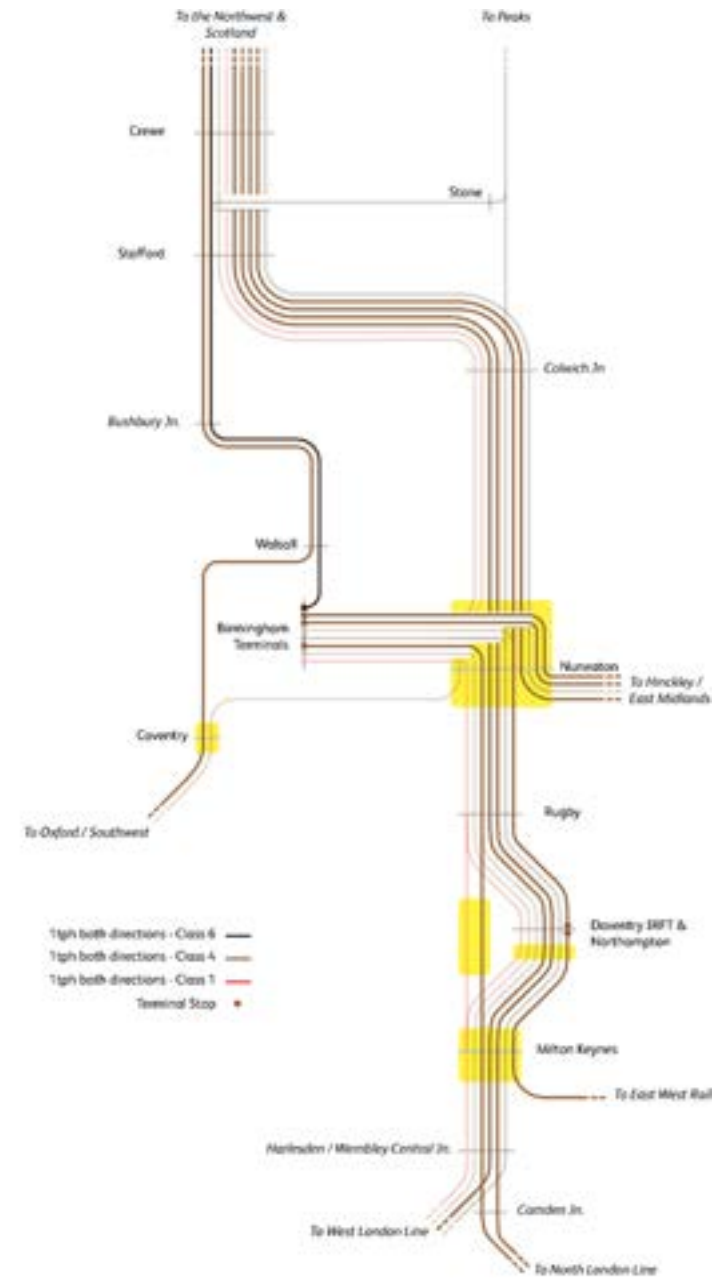 To the Northwest &
Scotland
To Peaks
Crewe
Stone
Stafford
Colwich Jn
Bushbury Jn.
Walsall
Birmingham
Terminals
Nuneaton
To Hinckley /
East Midlands
Coventry
To Oxford / Southwest
Rugby
1tph both directions - Class 6
1tph both directions - Class 4
1tph both directions - Class 1
Terminal Stop
Daventry IRFT &
Northampton
Milton Keynes
To East West Rail
Harlesden / Wembley Central Jn.
Camden Jn.
To West London Line
To North London Line